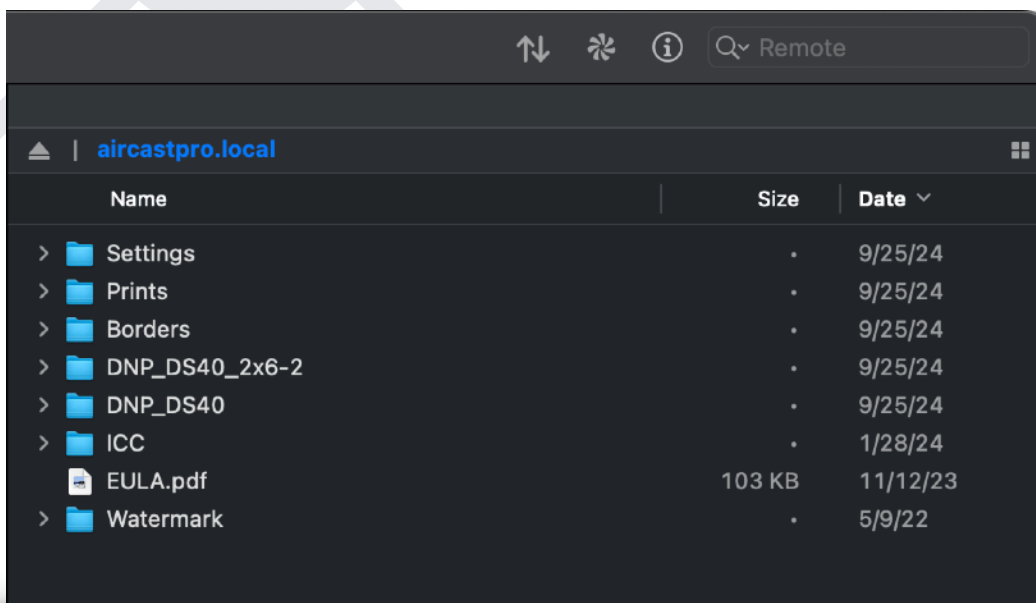 Remote
| aircastpro.local
Name Size Date
Settings • 9/25/24
Prints • 9/25/24
Borders • 9/25/24
DNP_DS40_2x6-2 • 9/25/24
DNP_DS40 • 9/25/24
ICC • 1/28/24
EULA.pdf 103 KB 11/12/23
Watermark • 5/9/22